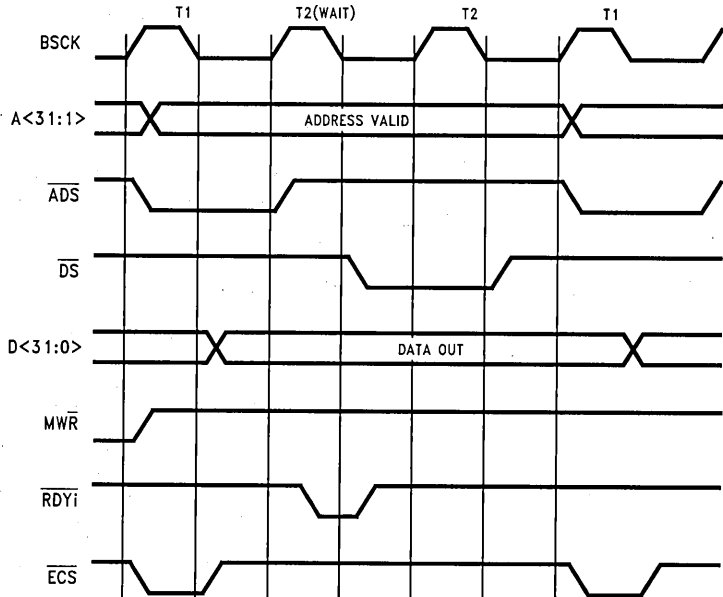 T1 T2(WAIT) T2 T1
BSCK
A<31:1> ADDRESS VALID
ADS
DS
D<31:0> DATA OUT
MWR
RDYi
ECS